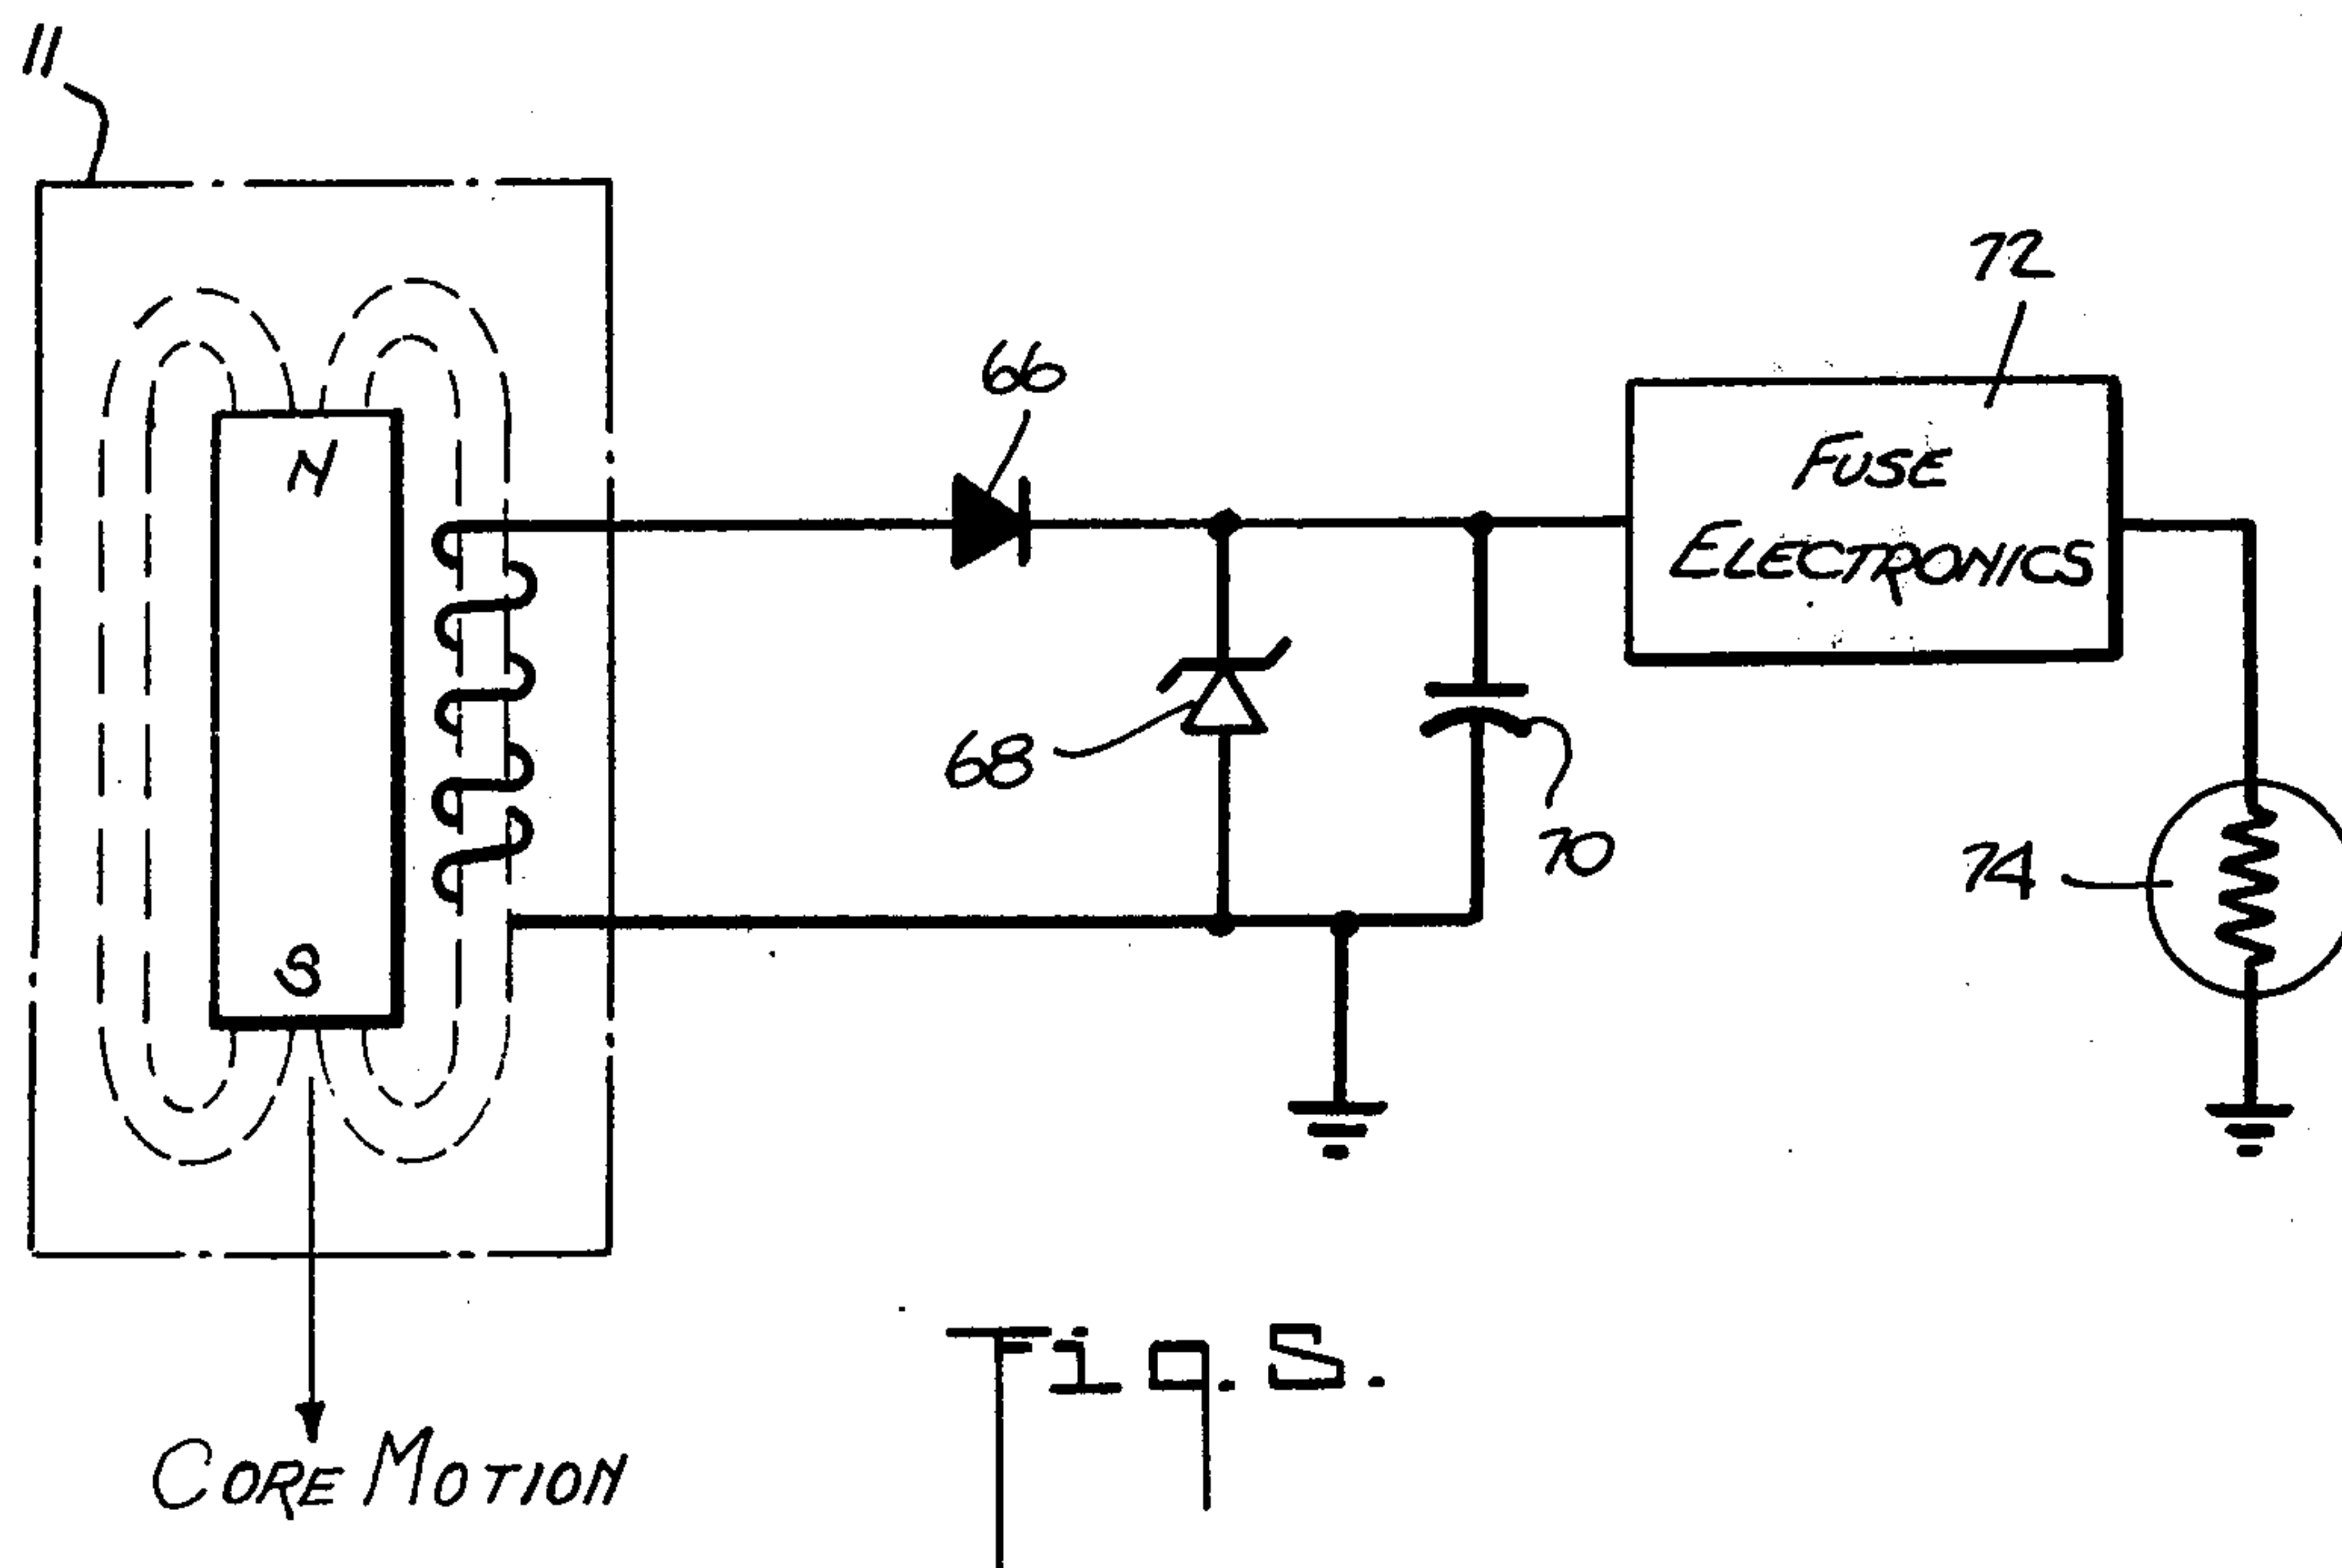 11
72
66
N
FUSE
ELECTRONICS
68
70
74
S
Fig. 5.
CORE MOTION